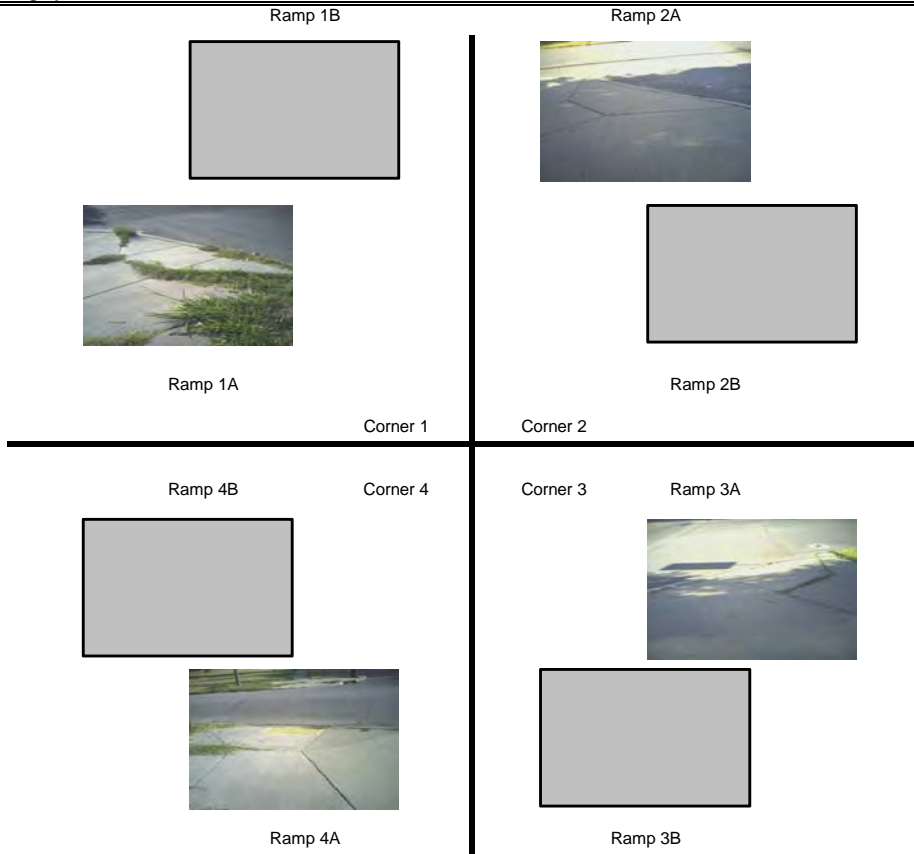 Ramp 1B Ramp 2A
Ramp 1A Ramp 2B
Corner 1 Corner 2
Ramp 4B Corner 4 Corner 3 Ramp 3A
Ramp 4A Ramp 3B